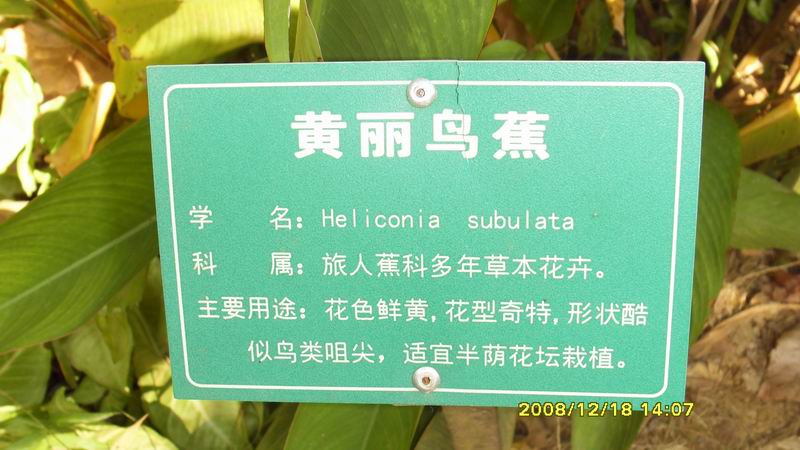 黄丽鸟蕉
学 名：Heliconia subulata
科 属：旅人蕉科多年草本花卉。
主要用途：花色鲜黄，花型奇特，形状酷
似鸟类咀尖，适宜半荫花坛栽植。
2008/12/18 14:07